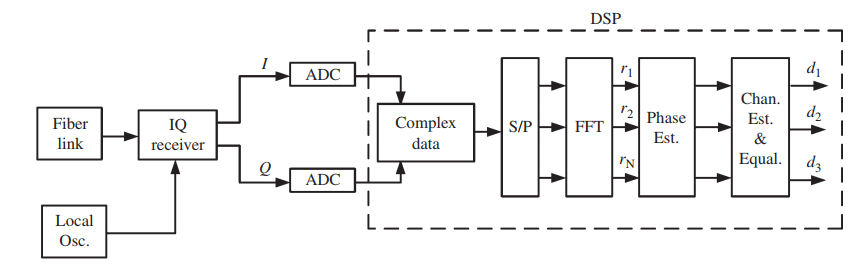 DSP
I
ADC
Fiber
link
IQ
receiver
Complex
data
S/P
FFT
r1
r2
rN
Phase
Est.
Chan.
Est.
&
Equal.
d1
d2
d3
Q
ADC
Local
Osc.